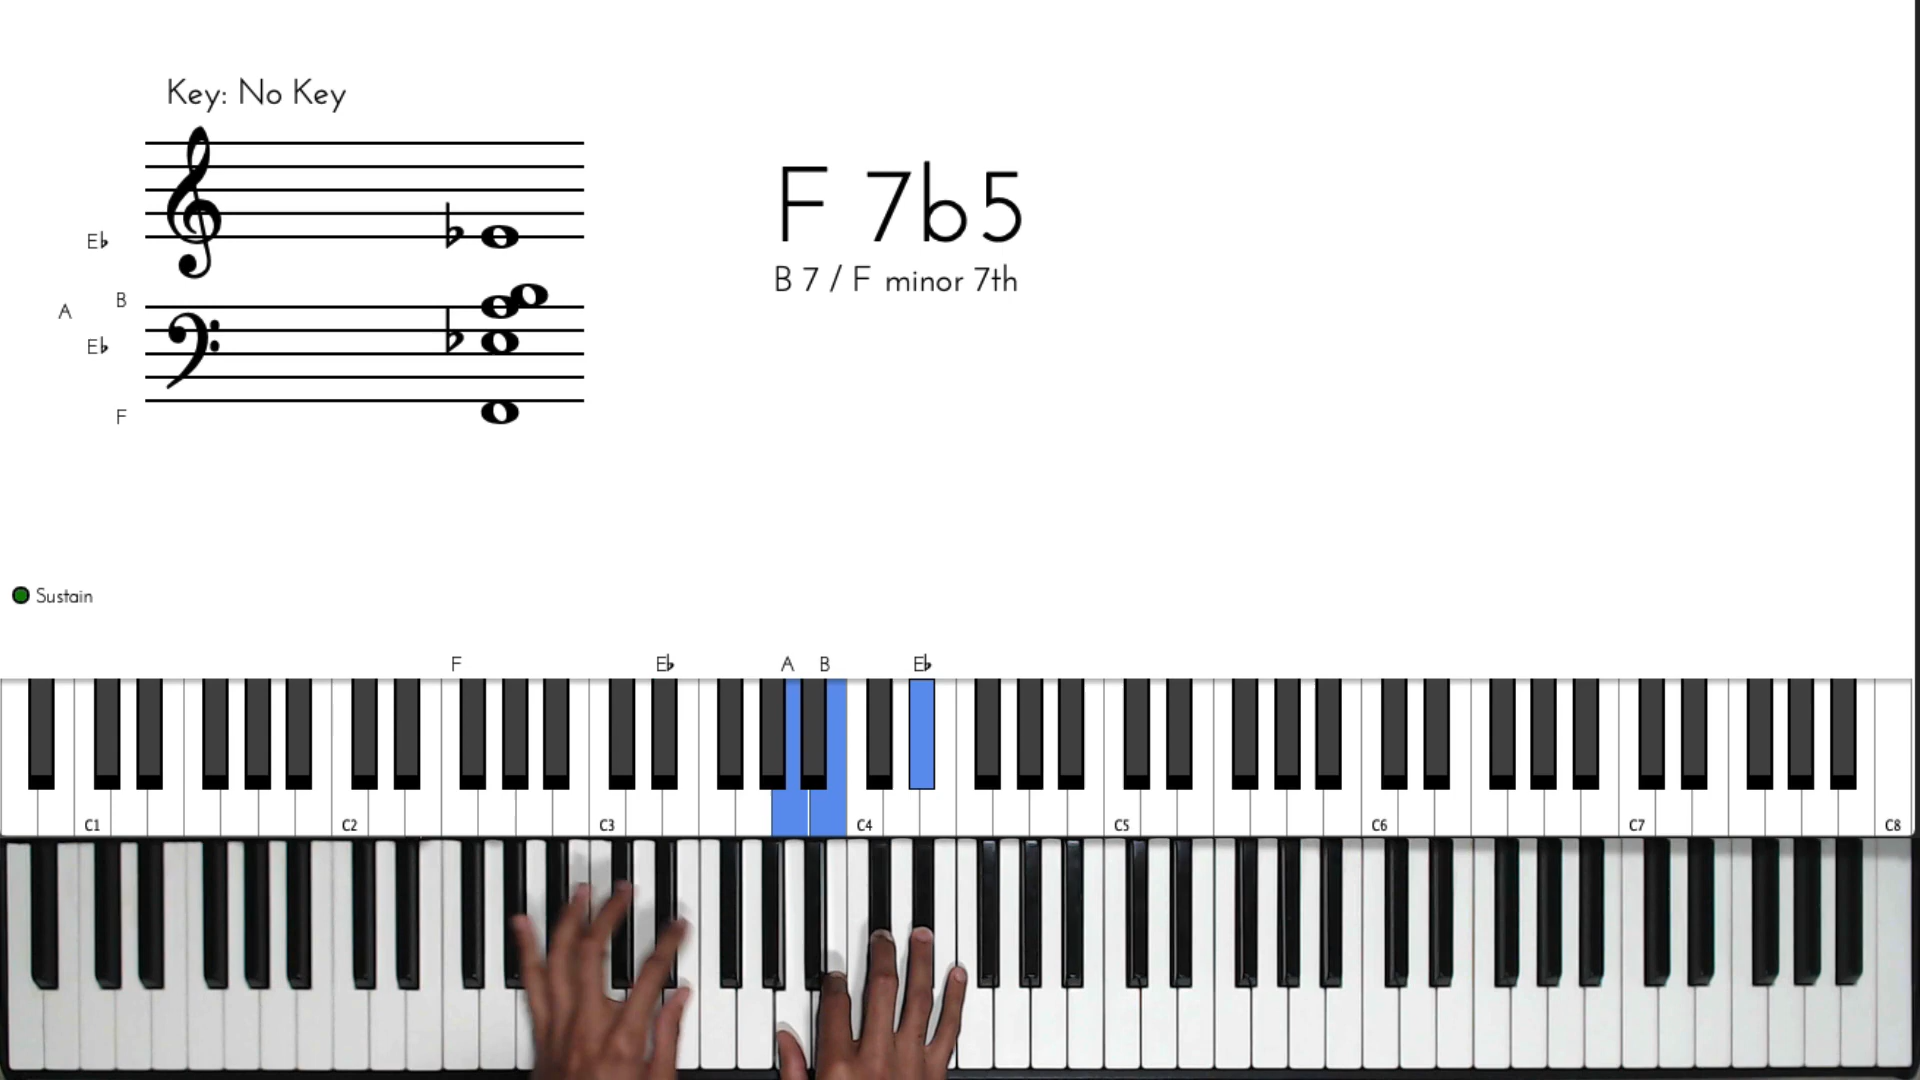 Key: No Key
F 7b5
B 7 / F minor 7th
E♭
B
A
E♭
F
Sustain
F E♭ A B E♭
C1 C2 C3 C4 C5 C6 C7 C8